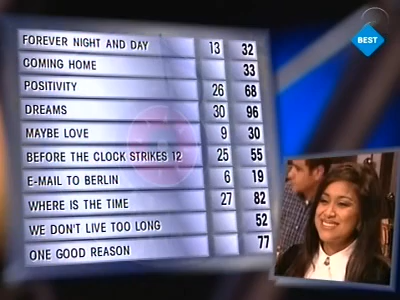 BEST
FOREVER NIGHT AND DAY 13 32
COMING HOME 33
POSITIVITY 26 68
DREAMS 30 96
MAYBE LOVE 9 30
BEFORE THE CLOCK STRIKES 12 25 55
E-MAIL TO BERLIN 6 19
WHERE IS THE TIME 27 82
WE DON'T LIVE TOO LONG 52
ONE GOOD REASON 77